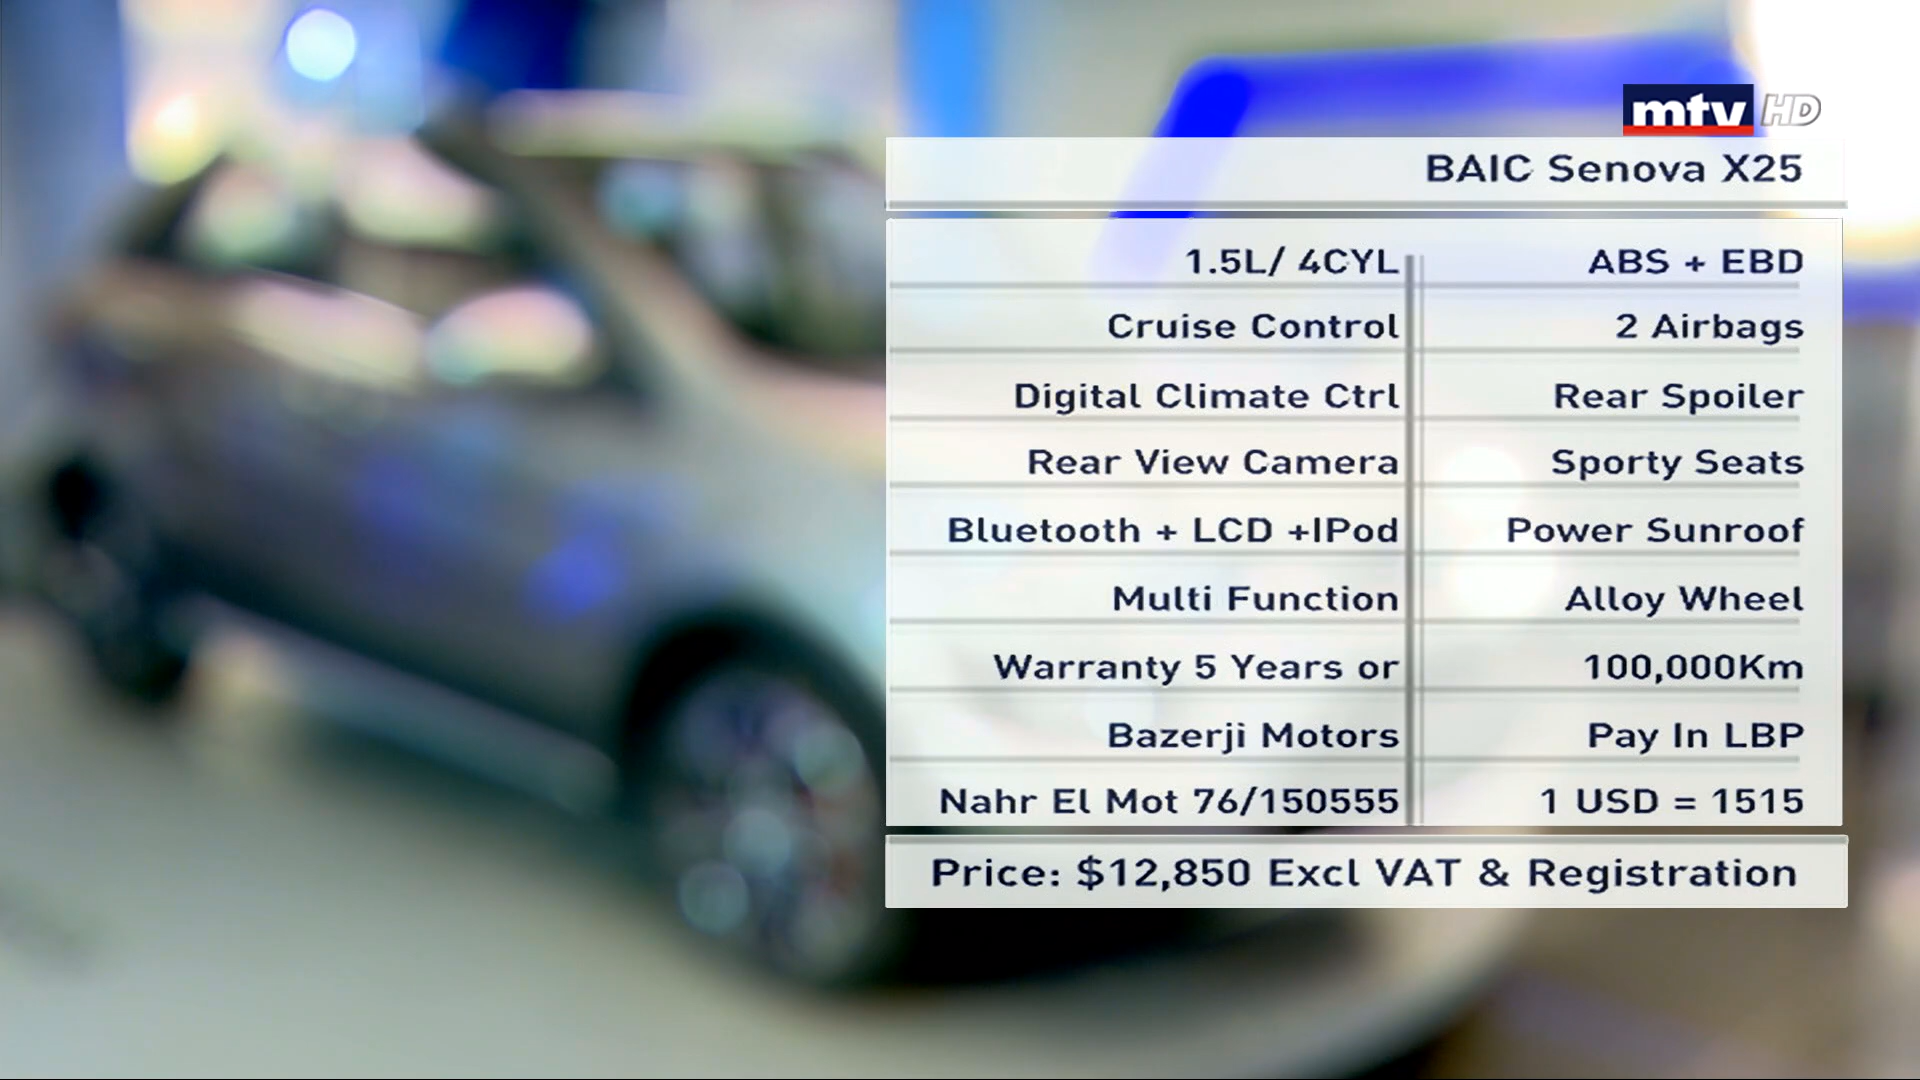 mtv HD
BAIC Senova X25
1.5L/ 4CYL
ABS + EBD
Cruise Control
2 Airbags
Digital Climate Ctrl
Rear Spoiler
Rear View Camera
Sporty Seats
Bluetooth + LCD +IPod
Power Sunroof
Multi Function
Alloy Wheel
Warranty 5 Years or
100,000Km
Bazerji Motors
Pay In LBP
Nahr El Mot 76/150555
1 USD = 1515
Price: $12,850 Excl VAT & Registration